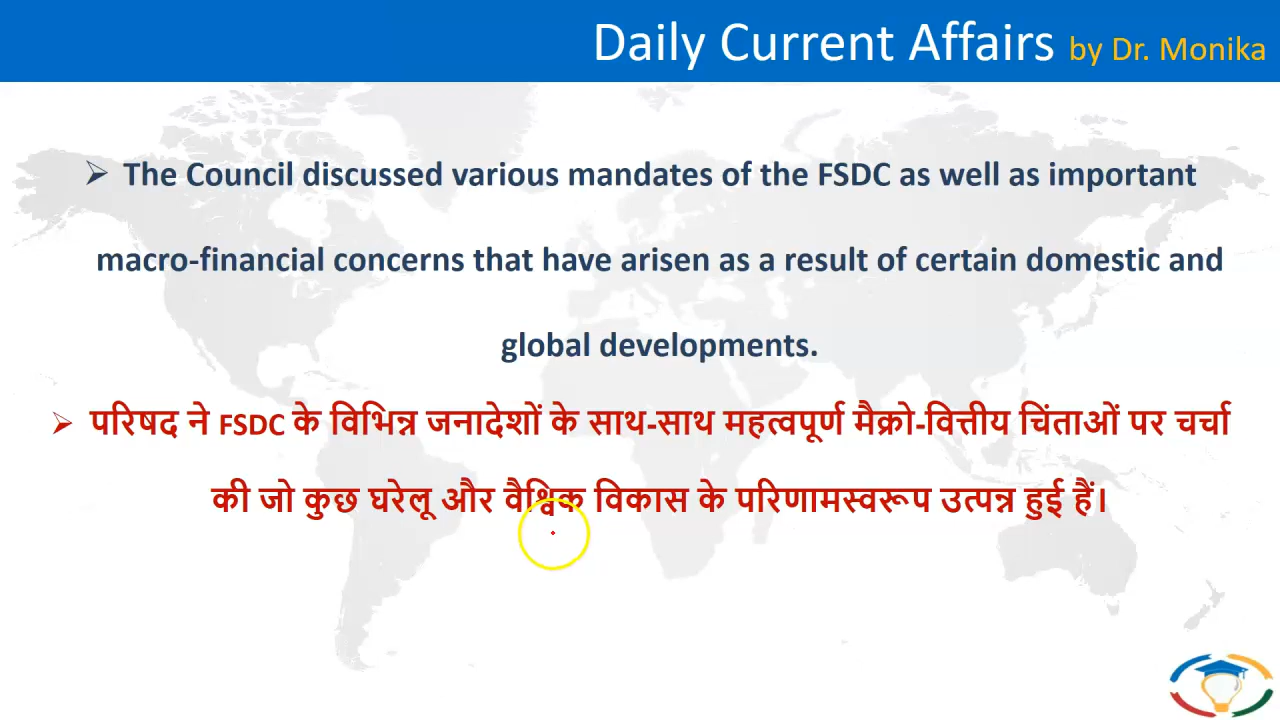 Daily Current Affairs by Dr. Monika
➢ The Council discussed various mandates of the FSDC as well as important
macro-financial concerns that have arisen as a result of certain domestic and
global developments.
➢ परिषद ने FSDC के विभिन्न जनादेशों के साथ-साथ महत्वपूर्ण मैक्रो-वित्तीय चिंताओं पर चर्चा
की जो कुछ घरेलू और वैश्विक विकास के परिणामस्वरूप उत्पन्न हुई हैं।